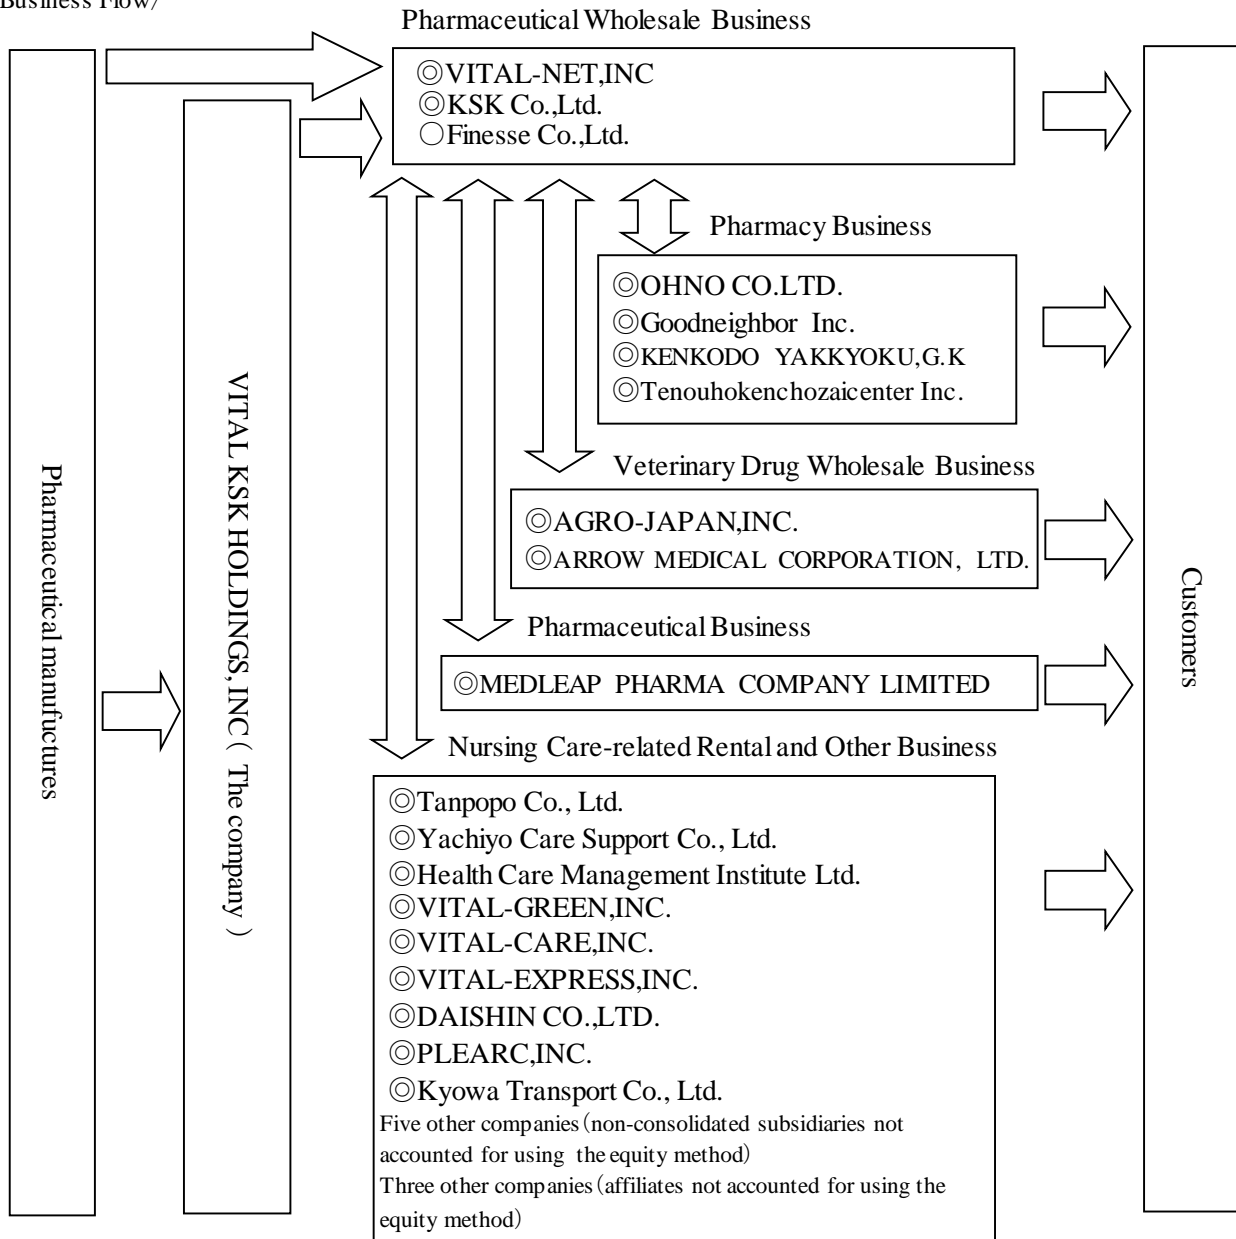 Business Flow/
Pharmaceutical Wholesale Business
◎VITAL-NET,INC
◎KSK Co.,Ltd.
○Finesse Co.,Ltd.
Pharmacy Business
◎OHNO CO.LTD.
◎Goodneighbor Inc.
◎KENKODO YAKKYOKU,G.K
◎Tenouhokenchozaicenter Inc.
Veterinary Drug Wholesale Business
◎AGRO-JAPAN,INC.
◎ARROW MEDICAL CORPORATION, LTD.
Pharmaceutical Business
◎MEDLEAP PHARMA COMPANY LIMITED
Nursing Care-related Rental and Other Business
◎Tanpopo Co., Ltd.
◎Yachiyo Care Support Co., Ltd.
◎Health Care Management Institute Ltd.
◎VITAL-GREEN,INC.
◎VITAL-CARE,INC.
◎VITAL-EXPRESS,INC.
◎DAISHIN CO.,LTD.
◎PLEARC,INC.
◎Kyowa Transport Co., Ltd.
Five other companies(non-consolidated subsidiaries not
accounted for using the equity method)
Three other companies(affiliates not accounted for using the
equity method)
Pharmaceutical manufuctures
VITAL KSK HOLDINGS, INC ( The company )
Customers